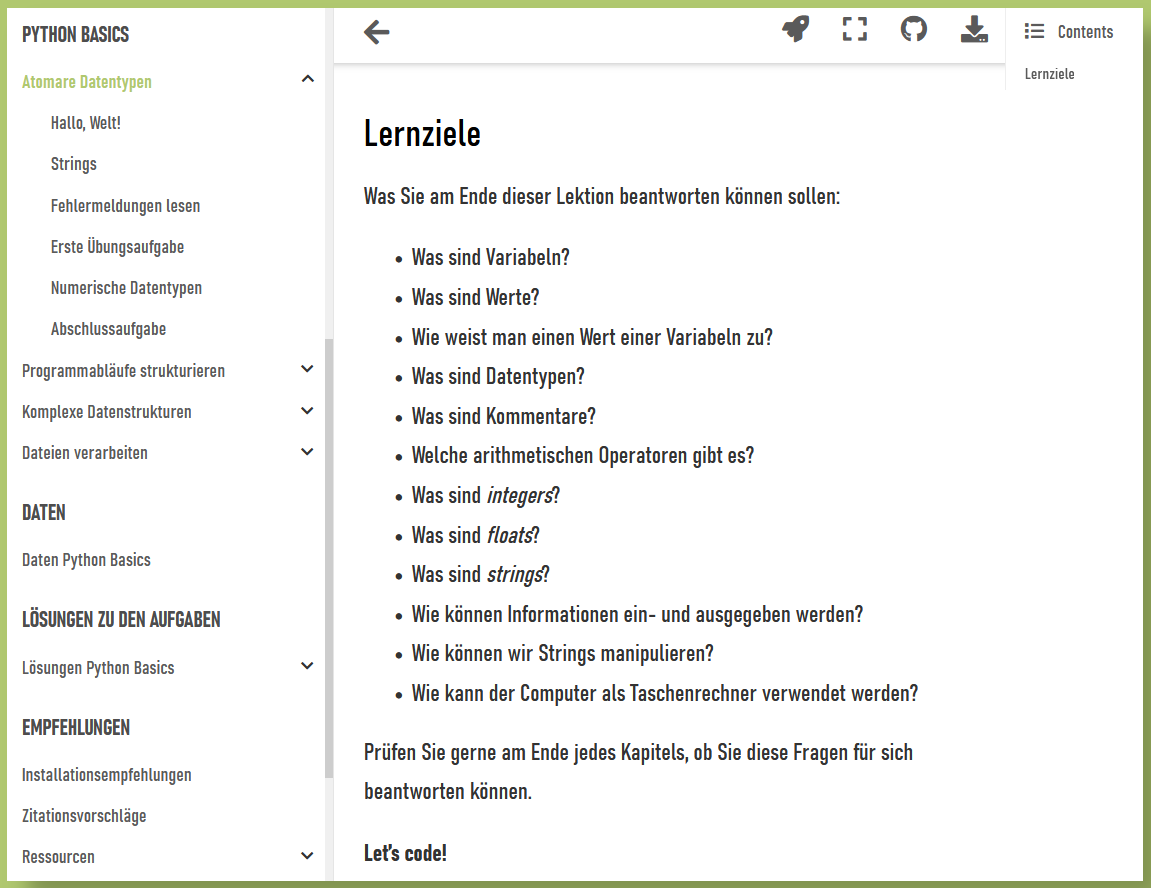 PYTHON BASICS
Atomare Datentypen
Hallo, Welt!
Strings
Fehlermeldungen lesen
Erste Übungsaufgabe
Numerische Datentypen
Abschlussaufgabe
Programmabläufe strukturieren
Komplexe Datenstrukturen
Dateien verarbeiten
DATEN
Daten Python Basics
LÖSUNGEN ZU DEN AUFGABEN
Lösungen Python Basics
EMPFEHLUNGEN
Installationsempfehlungen
Zitationsvorschläge
Ressourcen
Lernziele
Was Sie am Ende dieser Lektion beantworten können sollen:
• Was sind Variabeln?
• Was sind Werte?
• Wie weist man einen Wert einer Variabeln zu?
• Was sind Datentypen?
• Was sind Kommentare?
• Welche arithmetischen Operatoren gibt es?
• Was sind integers?
• Was sind floats?
• Was sind strings?
• Wie können Informationen ein- und ausgegeben werden?
• Wie können wir Strings manipulieren?
• Wie kann der Computer als Taschenrechner verwendet werden?
Prüfen Sie gerne am Ende jedes Kapitels, ob Sie diese Fragen für sich
beantworten können.
Let's code!
Contents
Lernziele